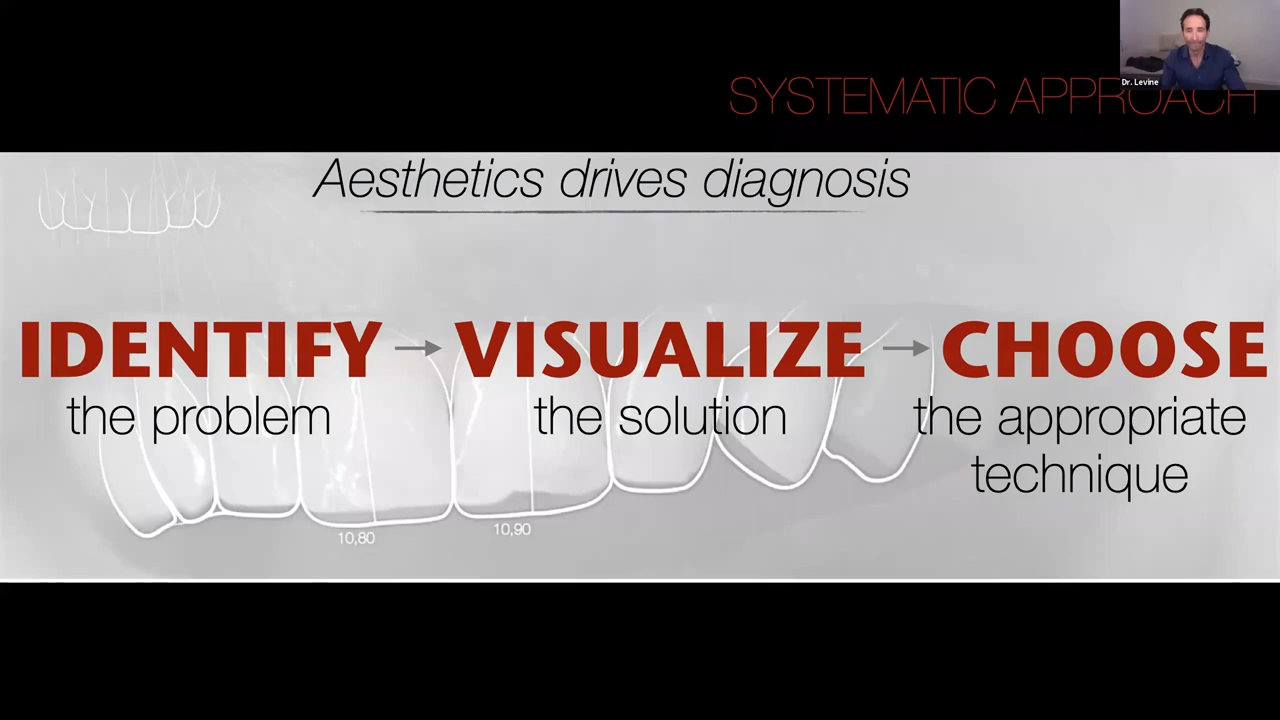 Dr. Levine
SYSTEMATIC APPROACH
Aesthetics drives diagnosis
IDENTIFY → VISUALIZE → CHOOSE
the problem the solution the appropriate
technique
10,80 10,90